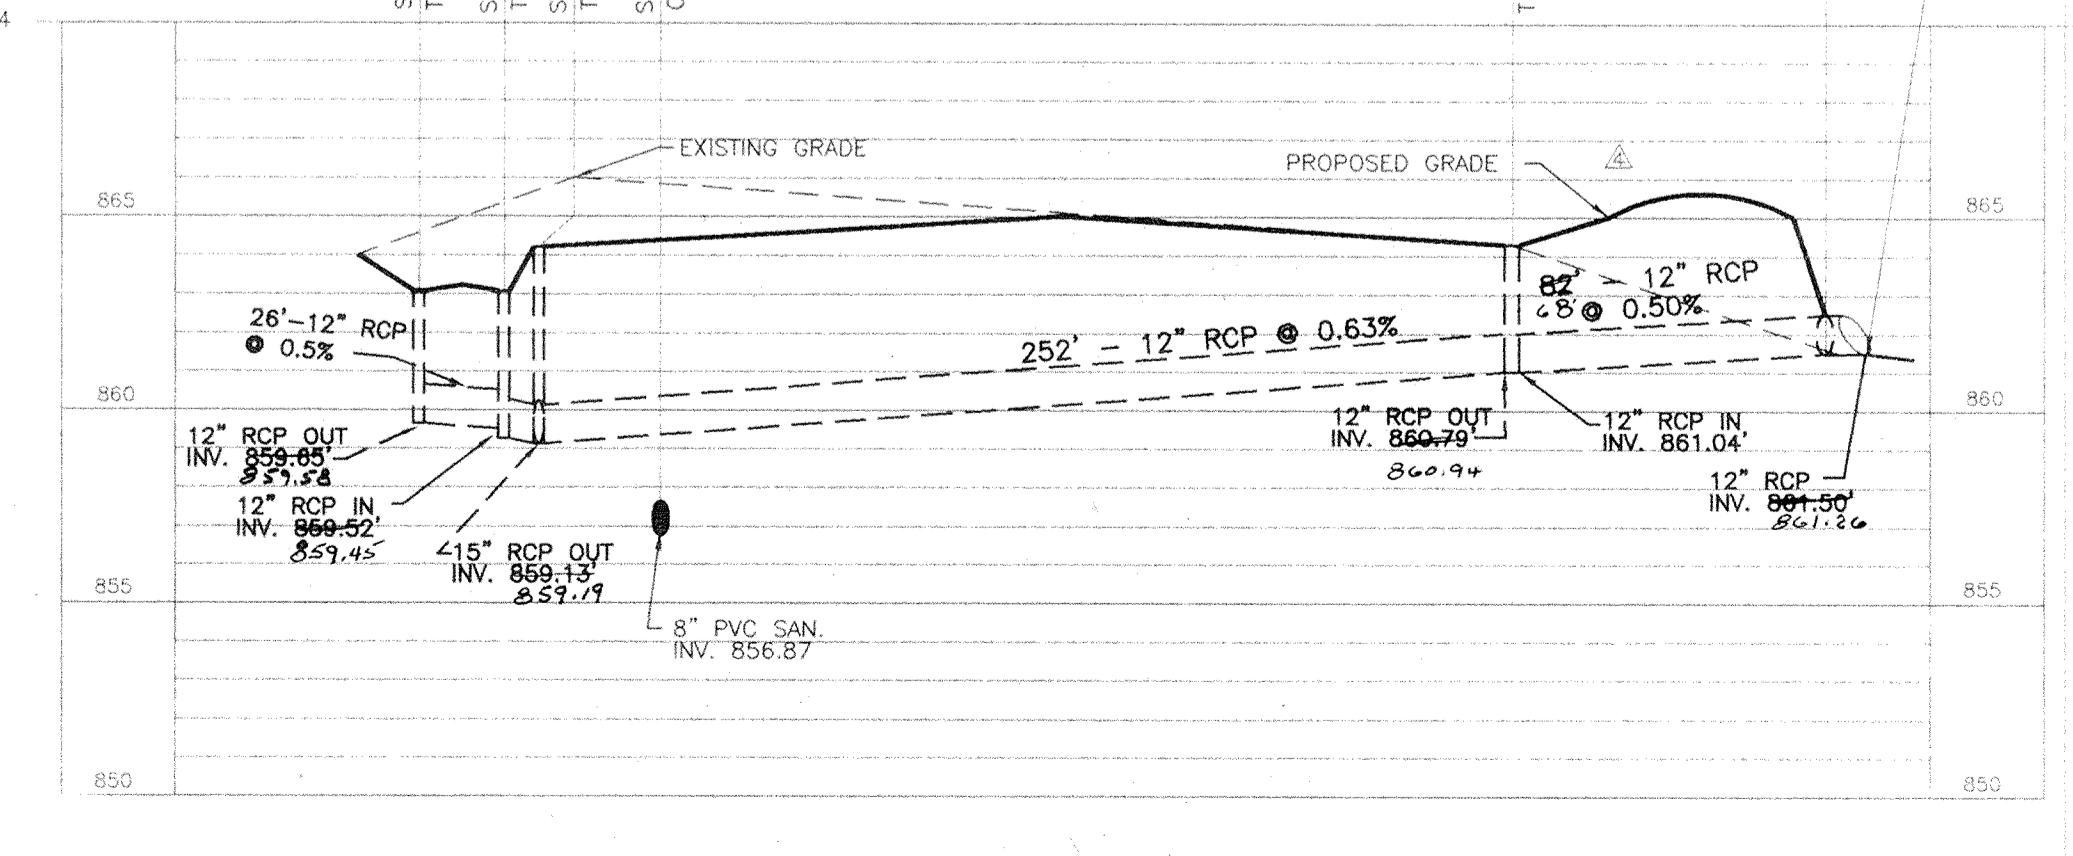 4
S T S T S T S T
EXISTING GRADE
PROPOSED GRADE
4
865
865
82' - 12" RCP
68' @ 0.50%
26'-12" RCP
@ 0.5%
252' - 12" RCP @ 0.63%
860
860
12" RCP OUT
INV. 859.65'
859.58
12" RCP IN
INV. 859.52'
859.45
15" RCP OUT
INV. 859.13'
859.19
12" RCP OUT
INV. 860.79'
860.94
12" RCP IN
INV. 861.04'
12" RCP
INV. 861.50'
861.26
855
855
8" PVC SAN.
INV. 856.87
850
850